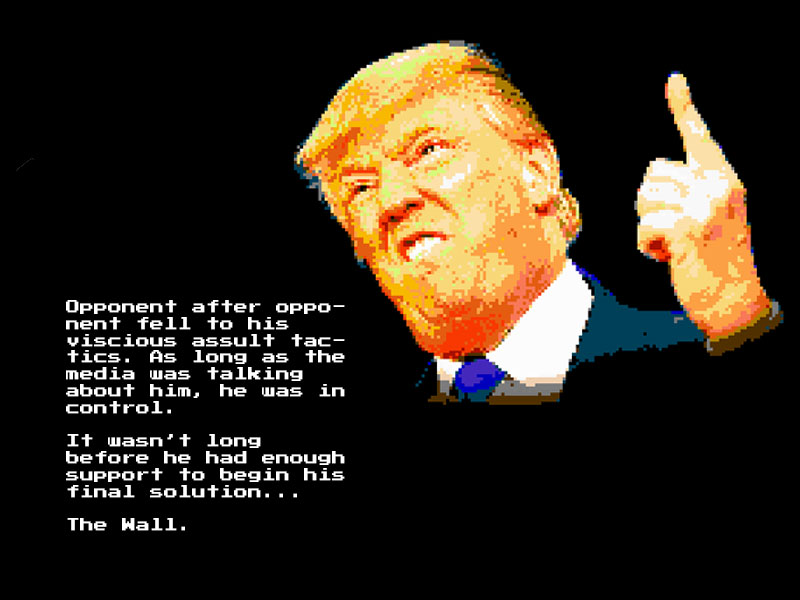 Opponent after oppo-
nent fell to his
viscious assult tac-
tics. As long as the
media was talking
about him, he was in
control.
It wasn't long
before he had enough
support to begin his
final solution...
The Wall.